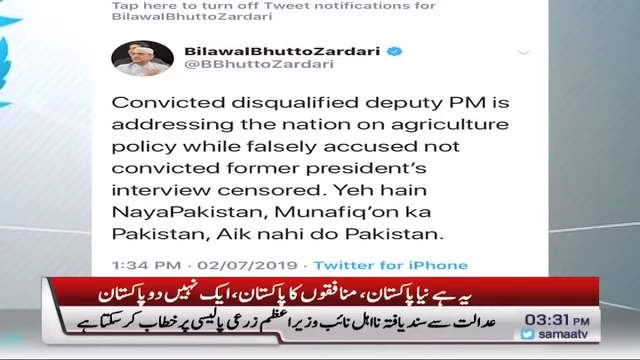 Tap here to turn off Tweet notifications for
BilawalBhuttoZardari
BilawalBhuttoZardari
@BBhuttoZardari
Convicted disqualified deputy PM is
addressing the nation on agriculture
policy while falsely accused not
convicted former president's
interview censored. Yeh hain
NayaPakistan, Munafiq'on ka
Pakistan, Aik nahi do Pakistan.
1:34 PM · 02/07/2019 · Twitter for iPhone
یہ ہے نیا پاکستان، منافقوں کا پاکستان، ایک نہیں دو پاکستان
عدالت سے سند یافتہ نااہل نائب وزیراعظم زرعی پالیسی پر خطاب کر سکتا ہے
03:31 PM
samaatv